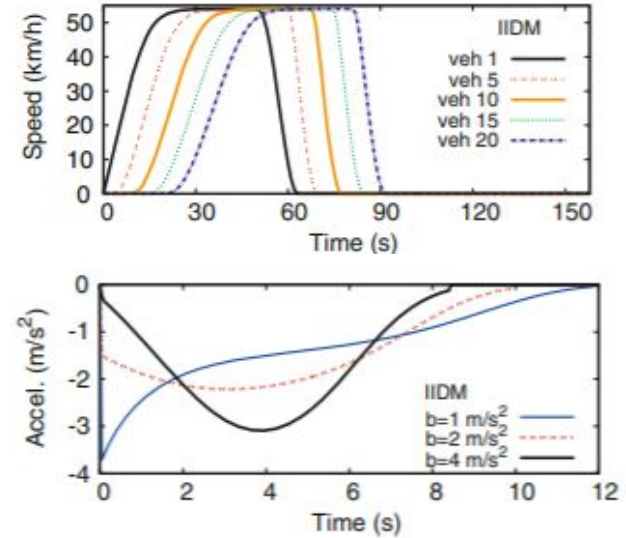 50
40
30
20
10
0
Speed (km/h)
IIDM
veh 1
veh 5
veh 10
veh 15
veh 20
0 30 60 90 120 150
Time (s)
0
-1
-2
-3
-4
Accel. (m/s²)
IIDM
b=1 m/s²
b=2 m/s²
b=4 m/s²
0 2 4 6 8 10 12
Time (s)